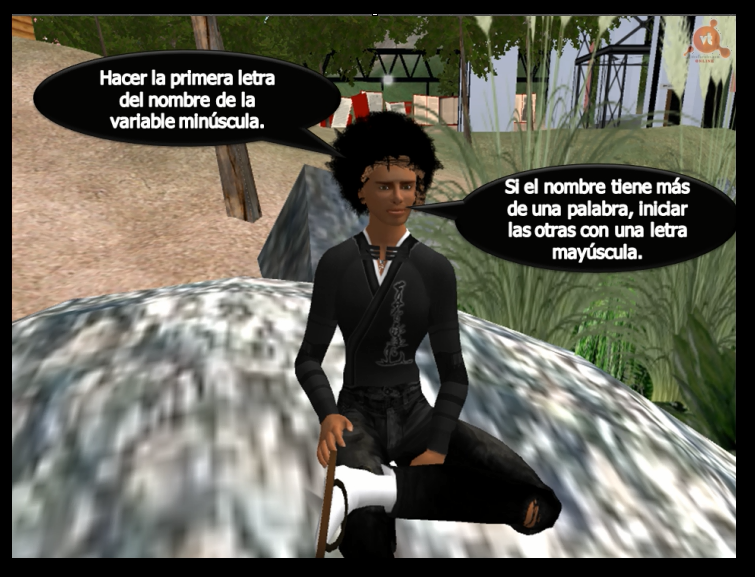 Hacer la primera letra
del nombre de la
variable minúscula.
Si el nombre tiene más
de una palabra, iniciar
las otras con una letra
mayúscula.
vt